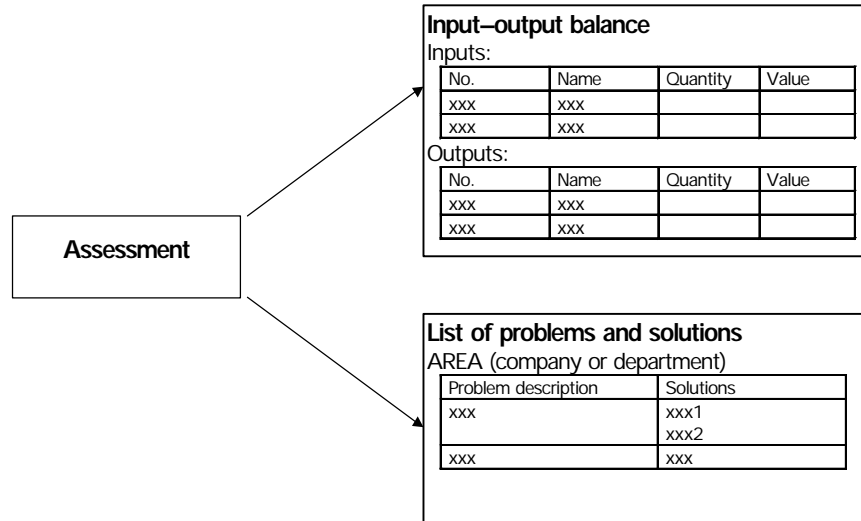 Input–output balance
Inputs:
No. Name Quantity Value
xxx xxx
xxx xxx
Outputs:
No. Name Quantity Value
xxx xxx
xxx xxx
Assessment
List of problems and solutions
AREA (company or department)
Problem description Solutions
xxx xxx1
xxx2
xxx xxx